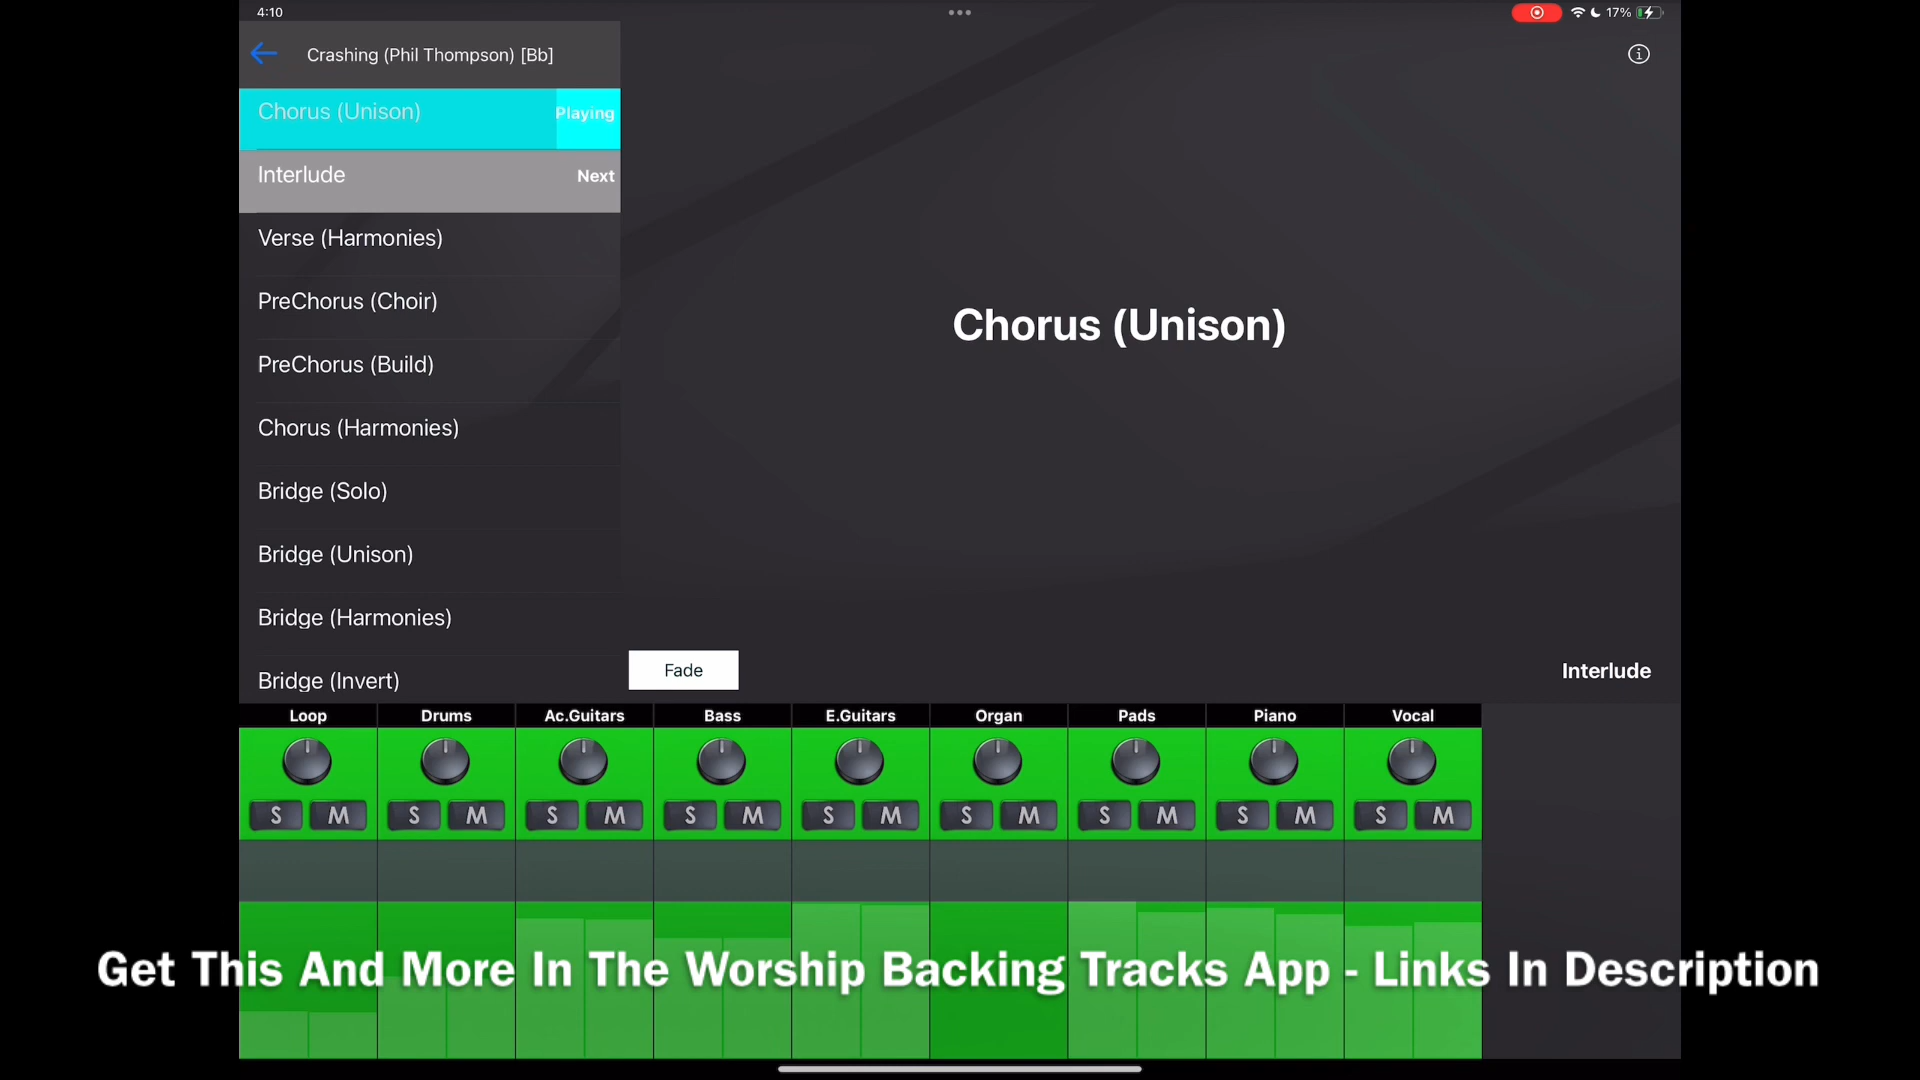 4:10
17%
Crashing (Phil Thompson) [Bb]
Chorus (Unison) Playing
Interlude Next
Verse (Harmonies)
PreChorus (Choir)
PreChorus (Build)
Chorus (Harmonies)
Bridge (Solo)
Bridge (Unison)
Bridge (Harmonies)
Bridge (Invert)
Chorus (Unison)
Fade
Interlude
Loop Drums Ac.Guitars Bass E.Guitars Organ Pads Piano Vocal
S M S M S M S M S M S M S M S M S M
Get This And More In The Worship Backing Tracks App - Links In Description